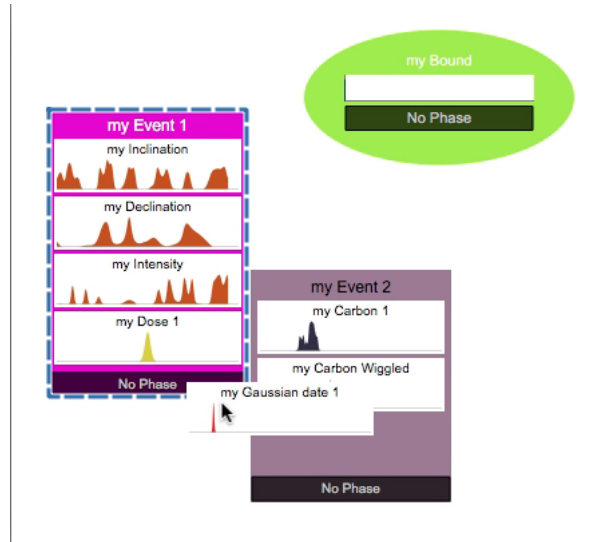 my Bound
No Phase
my Event 1
my Inclination
my Declination
my Intensity
my Dose 1
No Phase
my Event 2
my Carbon 1
my Carbon Wiggled
my Gaussian date 1
No Phase